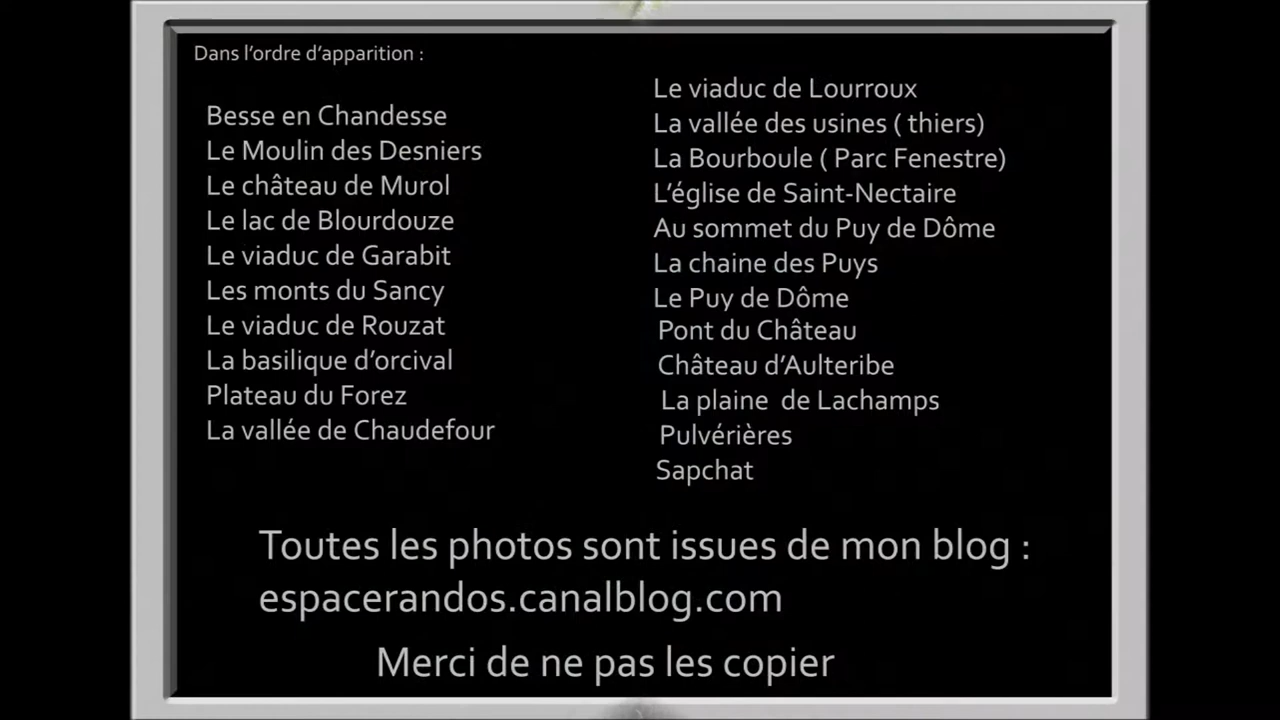 Dans l’ordre d’apparition :
Besse en Chandesse
Le Moulin des Desniers
Le château de Murol
Le lac de Blourdouze
Le viaduc de Garabit
Les monts du Sancy
Le viaduc de Rouzat
La basilique d’orcival
Plateau du Forez
La vallée de Chaudefour
Le viaduc de Lourroux
La vallée des usines ( thiers)
La Bourboule ( Parc Fenestre)
L’église de Saint-Nectaire
Au sommet du Puy de Dôme
La chaine des Puys
Le Puy de Dôme
Pont du Château
Château d’Aulteribe
La plaine  de Lachamps
Pulvérières
Sapchat
Toutes les photos sont issues de mon blog :
espacerandos.canalblog.com
Merci de ne pas les copier